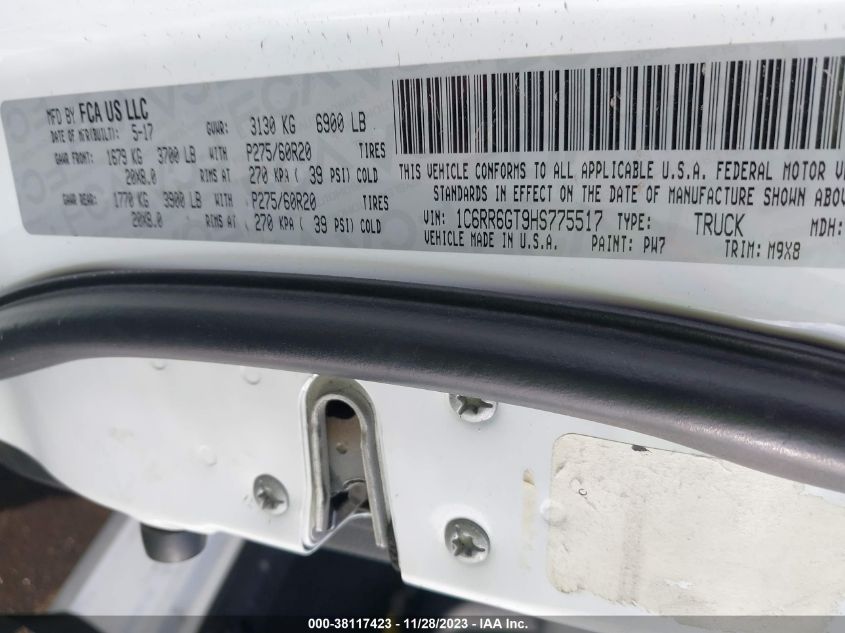 MFD BY FCA US LLC
DATE OF MFR(BUILT): 5-17 GVWR: 3130 KG 6900 LB
GAWR FRONT: 1679 KG 3700 LB WITH P275/60R20 TIRES
20X8.0 RIMS AT 270 KPA ( 39 PSI) COLD
GAWR REAR: 1770 KG 3900 LB WITH P275/60R20 TIRES
20X8.0 RIMS AT 270 KPA ( 39 PSI) COLD
THIS VEHICLE CONFORMS TO ALL APPLICABLE U.S.A. FEDERAL MOTOR
STANDARDS IN EFFECT ON THE DATE OF MANUFACTURE SHOWN
VIN: 1C6RR6GT9HS775517 TYPE: TRUCK MDH:
VEHICLE MADE IN U.S.A. PAINT: PW7 TRIM: M9X8
000-38117423 - 11/28/2023 - IAA Inc.